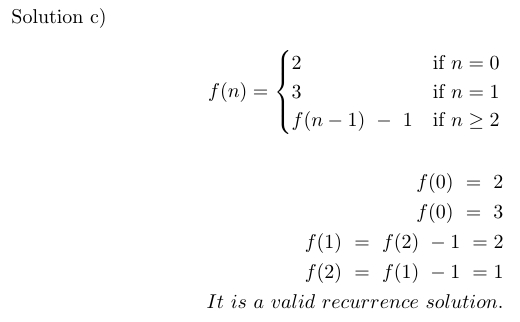 Solution c)
2 if n = 0
f(n) = { 3 if n = 1
f(n − 1) − 1 if n ≥ 2
f(0) = 2
f(0) = 3
f(1) = f(2) − 1 = 2
f(2) = f(1) − 1 = 1
It is a valid recurrence solution.